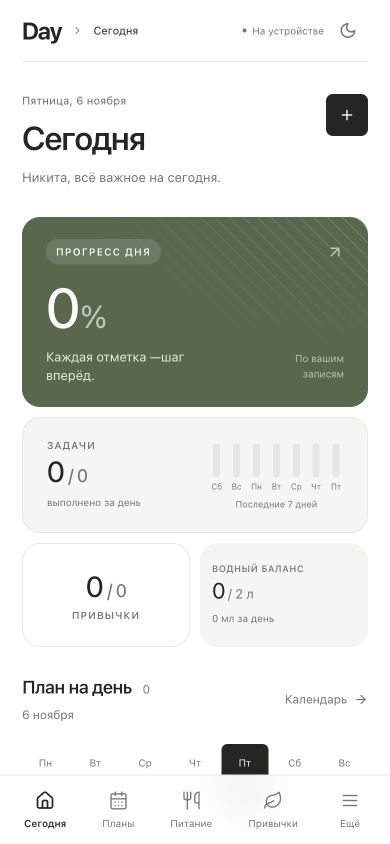 Day
Сегодня
На устройстве
Пятница, 6 ноября
Сегодня
Никита, всё важное на сегодня.
ПРОГРЕСС ДНЯ
0%
Каждая отметка —шаг
вперёд.
По вашим
записям
ЗАДАЧИ
0 / 0
выполнено за день
Сб Вс Пн Вт Ср Чт Пт
Последние 7 дней
0 / 0
ПРИВЫЧКИ
ВОДНЫЙ БАЛАНС
0 / 2 л
0 мл за день
План на день 0
6 ноября
Календарь
Пн Вт Ср Чт Пт Сб Вс
Сегодня Планы Питание Привычки Ещё